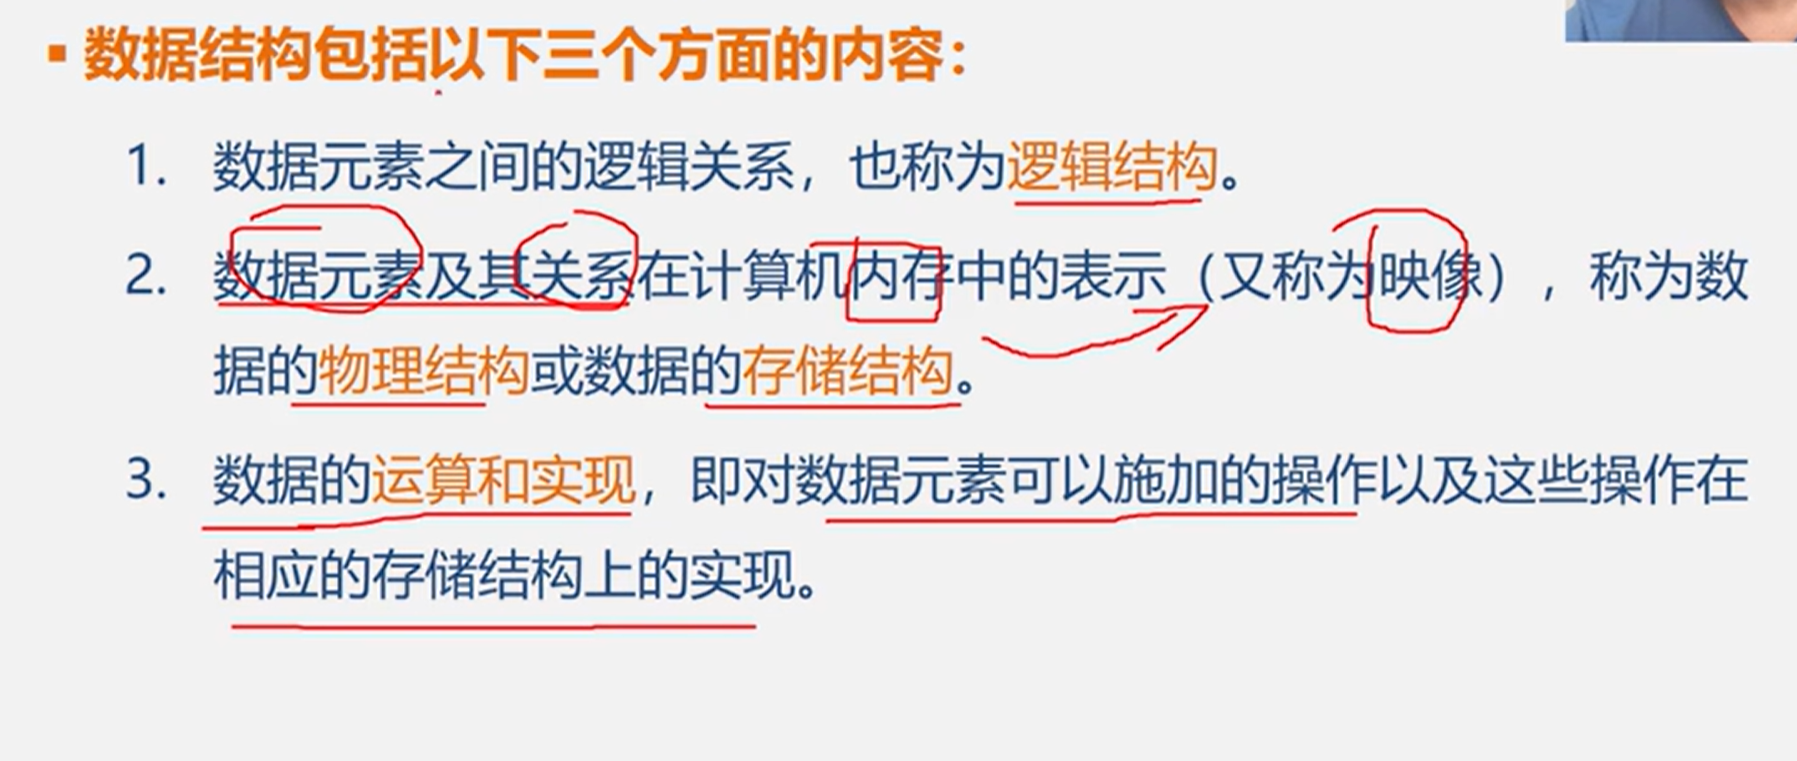 ▪ 数据结构包括以下三个方面的内容：
1. 数据元素之间的逻辑关系，也称为逻辑结构。
2. 数据元素及其关系在计算机内存中的表示（又称为映像），称为数
据的物理结构或数据的存储结构。
3. 数据的运算和实现，即对数据元素可以施加的操作以及这些操作在
相应的存储结构上的实现。